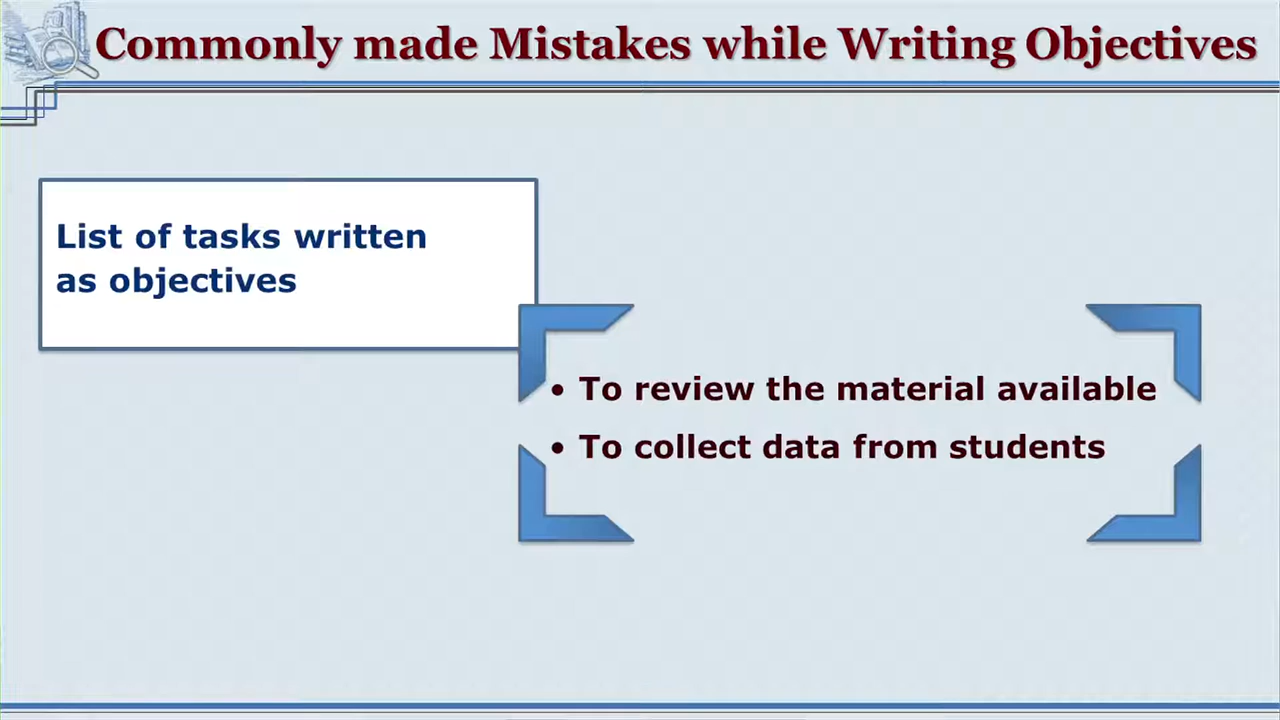 Commonly made Mistakes while Writing Objectives
List of tasks written
as objectives
• To review the material available
• To collect data from students